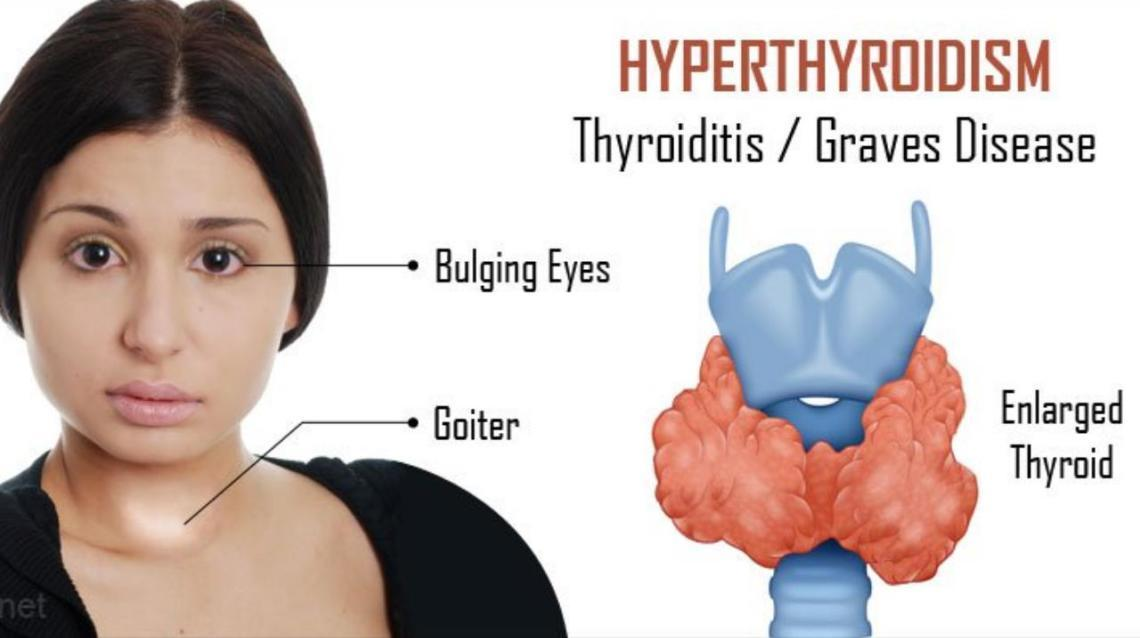 HYPERTHYROIDISM
Thyroiditis / Graves Disease
Bulging Eyes
Goiter
Enlarged
Thyroid
net